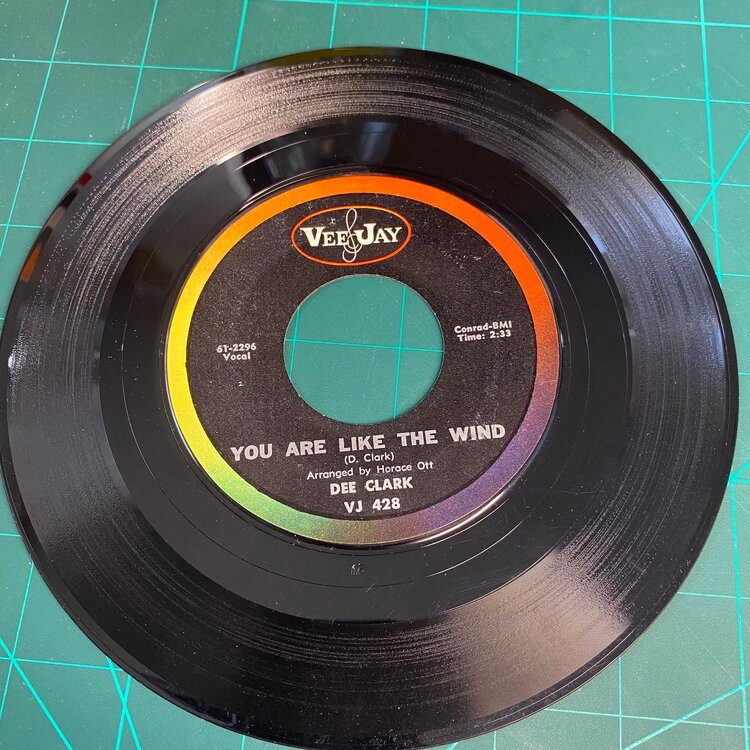 VEE JAY
61-2296
Vocal
Conrad-BMI
Time: 2:33
YOU ARE LIKE THE WIND
(D. Clark)
Arranged by Horace Ott
DEE CLARK
VJ 428